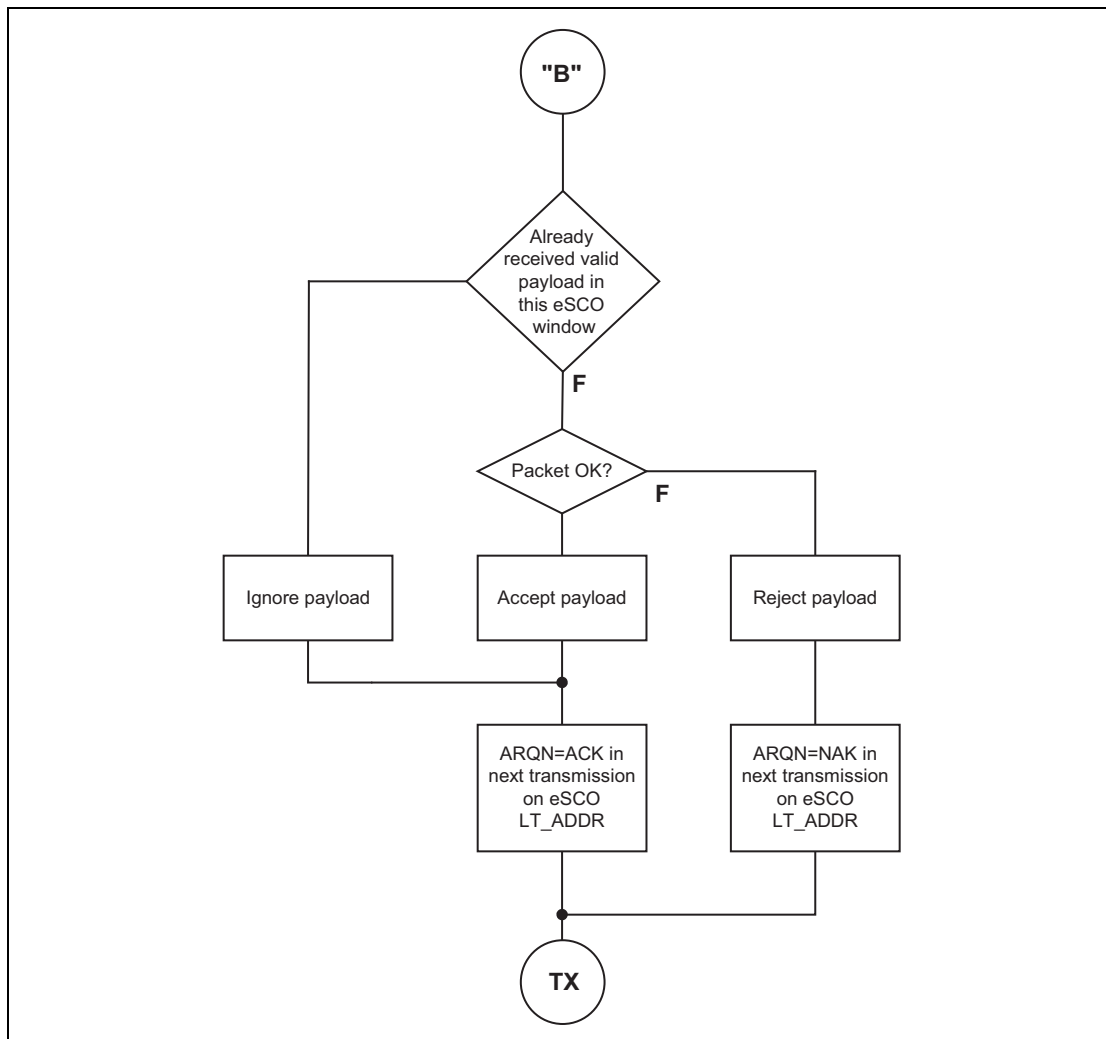 "B"
Already
received valid
payload in
this eSCO
window
F
Packet OK?
F
Ignore payload
Accept payload
Reject payload
ARQN=ACK in
next transmission
on eSCO
LT_ADDR
ARQN=NAK in
next transmission
on eSCO
LT_ADDR
TX